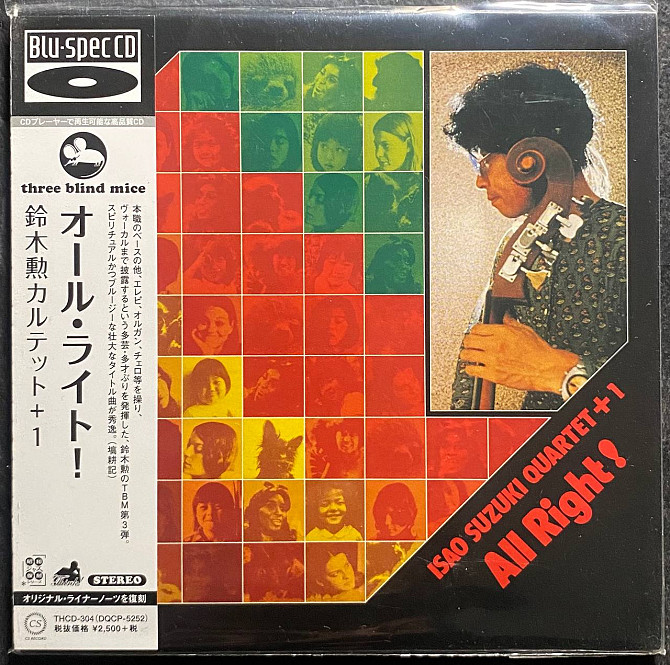 Blu-spec CD
CDプレーヤーで再生可能な高品質CD
three blind mice
オール・ライト!
鈴木勲カルテット+1
本職のベースの他、エレピ、オルガン、チェロ等を操り、
ヴォーカルまで披露するという多芸・多才ぶりを発揮した、鈴木勲のTBM第3弾。
スピリチュアルかつブルージーな壮大なタイトル曲が秀逸。(塙耕記)
STEREO
オリジナル・ライナーノーツを復刻
CS
CS RECORD
THCD-304(DQCP-5252)
税抜価格 ¥2,500+税
ISAO SUZUKI QUARTET+1
All Right!